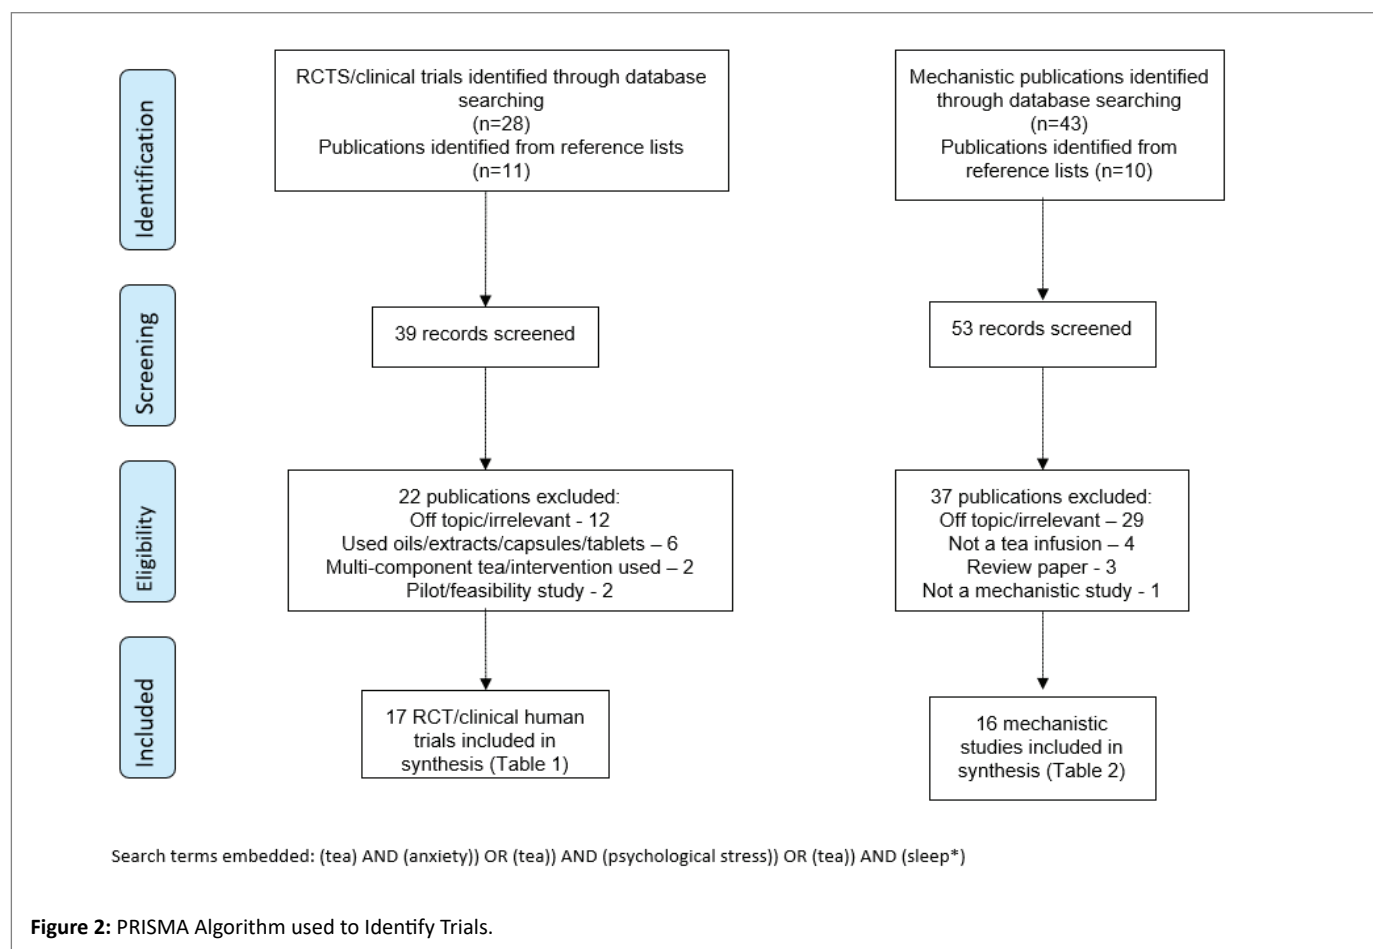 Identification
RCTS/clinical trials identified through database
searching
(n=28)
Publications identified from reference lists
(n=11)
Mechanistic publications identified
through database searching
(n=43)
Publications identified from
reference lists (n=10)
Screening
39 records screened
53 records screened
Eligibility
22 publications excluded:
Off topic/irrelevant - 12
Used oils/extracts/capsules/tablets – 6
Multi-component tea/intervention used – 2
Pilot/feasibility study - 2
37 publications excluded:
Off topic/irrelevant – 29
Not a tea infusion – 4
Review paper - 3
Not a mechanistic study - 1
Included
17 RCT/clinical human
trials included in
synthesis (Table 1)
16 mechanistic
studies included in
synthesis (Table 2)
Search terms embedded: (tea) AND (anxiety)) OR (tea)) AND (psychological stress)) OR (tea)) AND (sleep*)
Figure 2: PRISMA Algorithm used to Identify Trials.